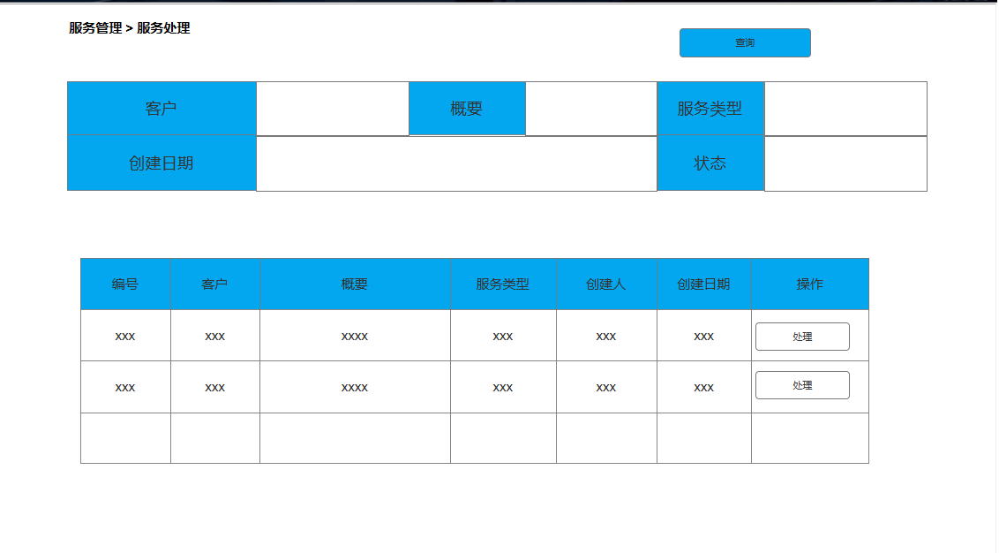 服务管理 > 服务处理
查询
客户 概要 服务类型
创建日期 状态
编号 客户 概要 服务类型 创建人 创建日期 操作
xxx xxx xxxx xxx xxx xxx 处理
xxx xxx xxxx xxx xxx xxx 处理